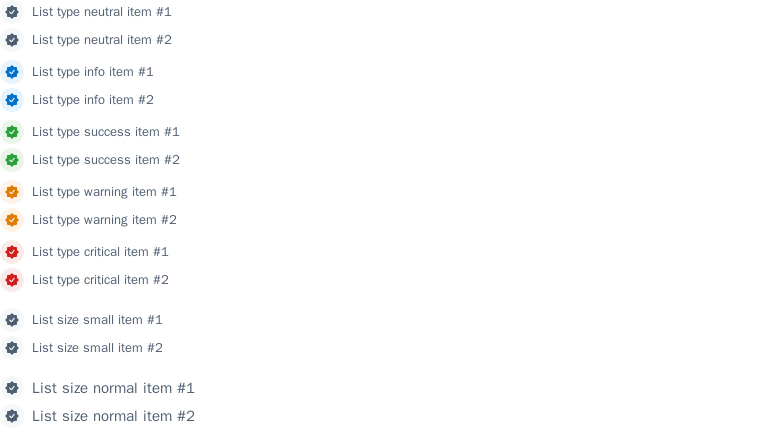 List type neutral item #1
List type neutral item #2
List type info item #1
List type info item #2
List type success item #1
List type success item #2
List type warning item #1
List type warning item #2
List type critical item #1
List type critical item #2
List size small item #1
List size small item #2
List size normal item #1
List size normal item #2